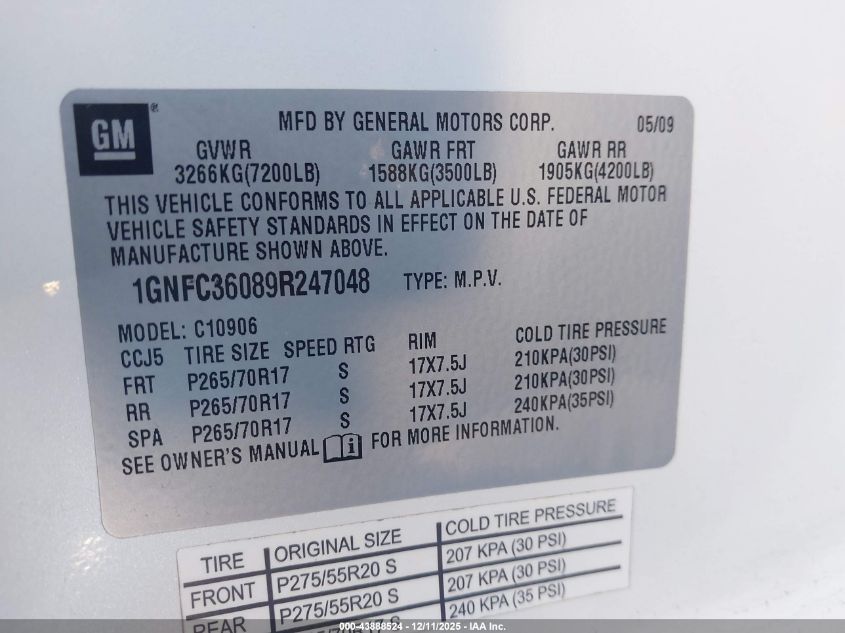 GM ®
MFD BY GENERAL MOTORS CORP. 05/09
GVWR GAWR FRT GAWR RR
3266KG(7200LB) 1588KG(3500LB) 1905KG(4200LB)
THIS VEHICLE CONFORMS TO ALL APPLICABLE U.S. FEDERAL MOTOR
VEHICLE SAFETY STANDARDS IN EFFECT ON THE DATE OF
MANUFACTURE SHOWN ABOVE.
1GNFC36089R247048 TYPE: M.P.V.
MODEL: C10906
CCJ5 TIRE SIZE SPEED RTG RIM COLD TIRE PRESSURE
FRT P265/70R17 S 17X7.5J 210KPA(30PSI)
RR P265/70R17 S 17X7.5J 210KPA(30PSI)
SPA P265/70R17 S 17X7.5J 240KPA(35PSI)
SEE OWNER'S MANUAL i FOR MORE INFORMATION.
TIRE ORIGINAL SIZE COLD TIRE PRESSURE
FRONT P275/55R20 S 207 KPA (30 PSI)
REAR P275/55R20 S 207 KPA (30 PSI)
240 KPA (35 PSI)
000-43888524 - 12/11/2025 - IAA Inc.